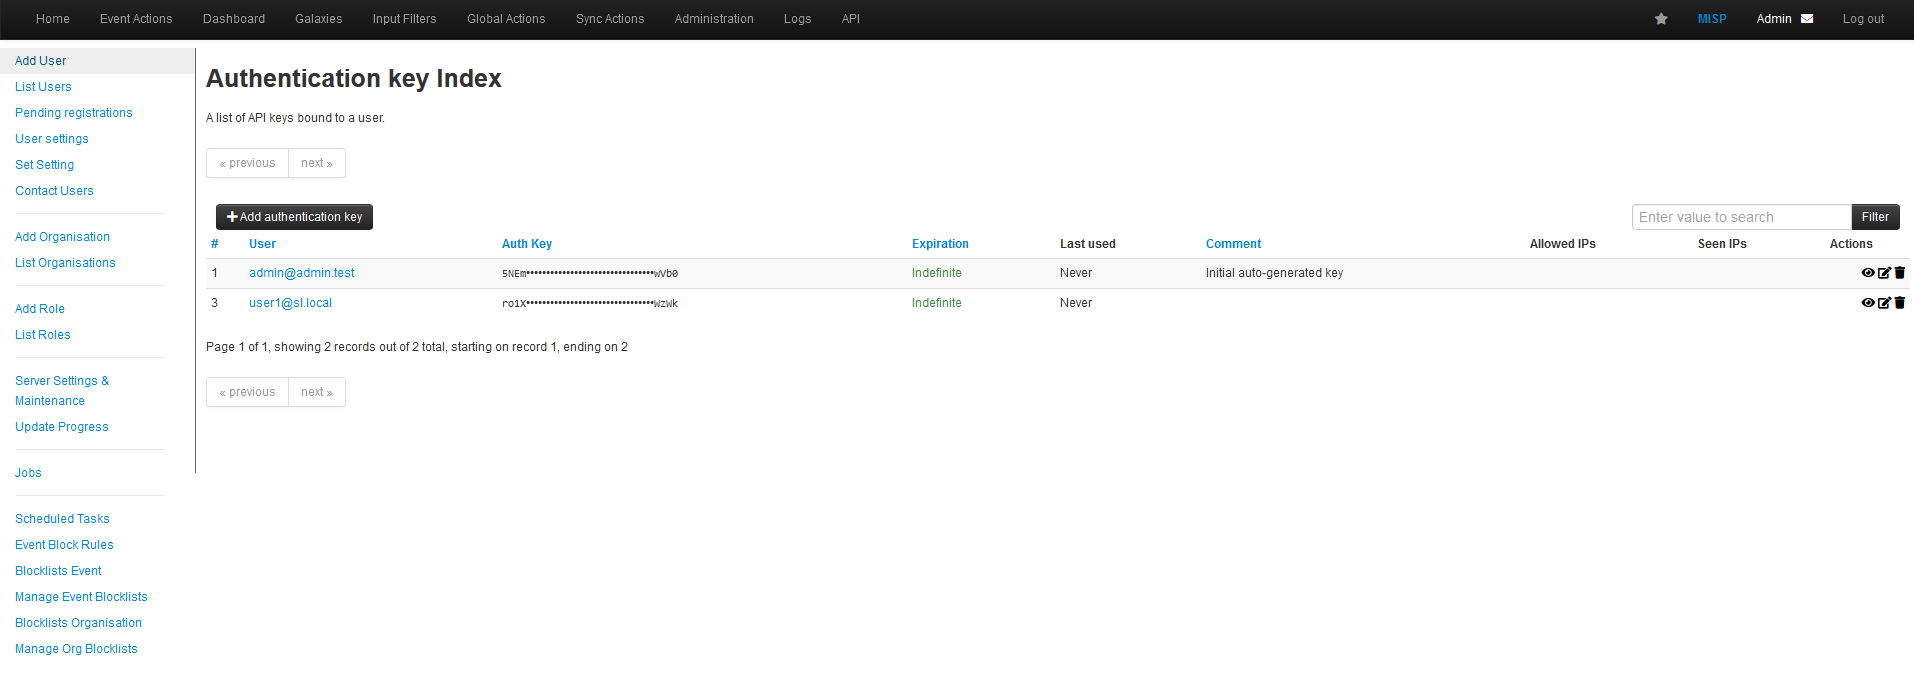 Home Event Actions Dashboard Galaxies Input Filters Global Actions Sync Actions Administration Logs API MISP Admin Log out
Add User
List Users
Pending registrations
User settings
Set Setting
Contact Users
Add Organisation
List Organisations
Add Role
List Roles
Server Settings &
Maintenance
Update Progress
Jobs
Scheduled Tasks
Event Block Rules
Blocklists Event
Manage Event Blocklists
Blocklists Organisation
Manage Org Blocklists
Authentication key Index
A list of API keys bound to a user.
« previous next »
Add authentication key Enter value to search Filter
# User Auth Key Expiration Last used Comment Allowed IPs Seen IPs Actions
1 admin@admin.test 5NEm••••••••••••••••••••••••••••••••wVb0 Indefinite Never Initial auto-generated key
3 user1@sl.local ro1X••••••••••••••••••••••••••••••••WzWk Indefinite Never
Page 1 of 1, showing 2 records out of 2 total, starting on record 1, ending on 2
« previous next »